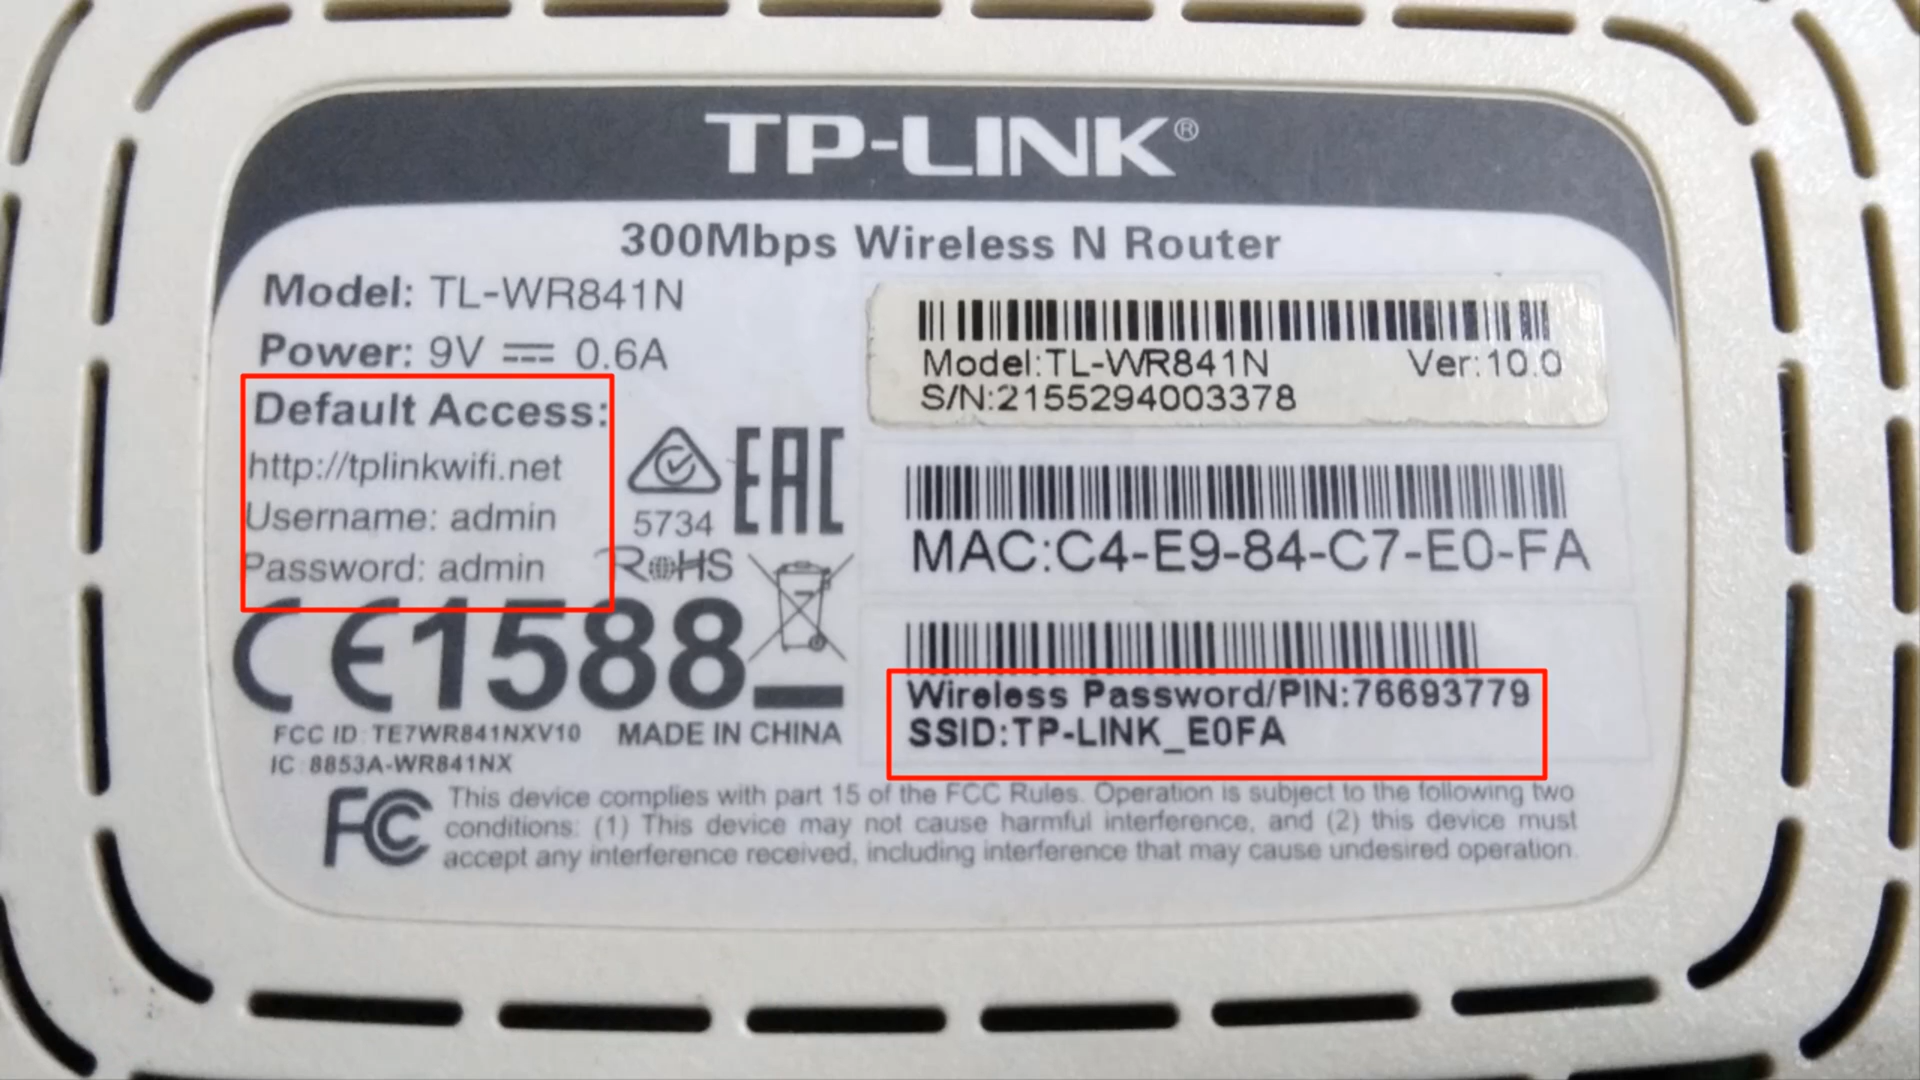 TP-LINK®
300Mbps Wireless N Router
Model: TL-WR841N
Power: 9V ⎓ 0.6A
Default Access:
http://tplinkwifi.net
Username: admin
Password: admin
5734
EAC
RoHS
CE1588
FCC ID: TE7WR841NXV10
IC: 8853A-WR841NX
MADE IN CHINA
Model:TL-WR841N Ver:10.0
S/N:2155294003378
MAC:C4-E9-84-C7-E0-FA
Wireless Password/PIN:76693779
SSID:TP-LINK_E0FA
FC
This device complies with part 15 of the FCC Rules. Operation is subject to the following two
conditions: (1) This device may not cause harmful interference, and (2) this device must
accept any interference received, including interference that may cause undesired operation.